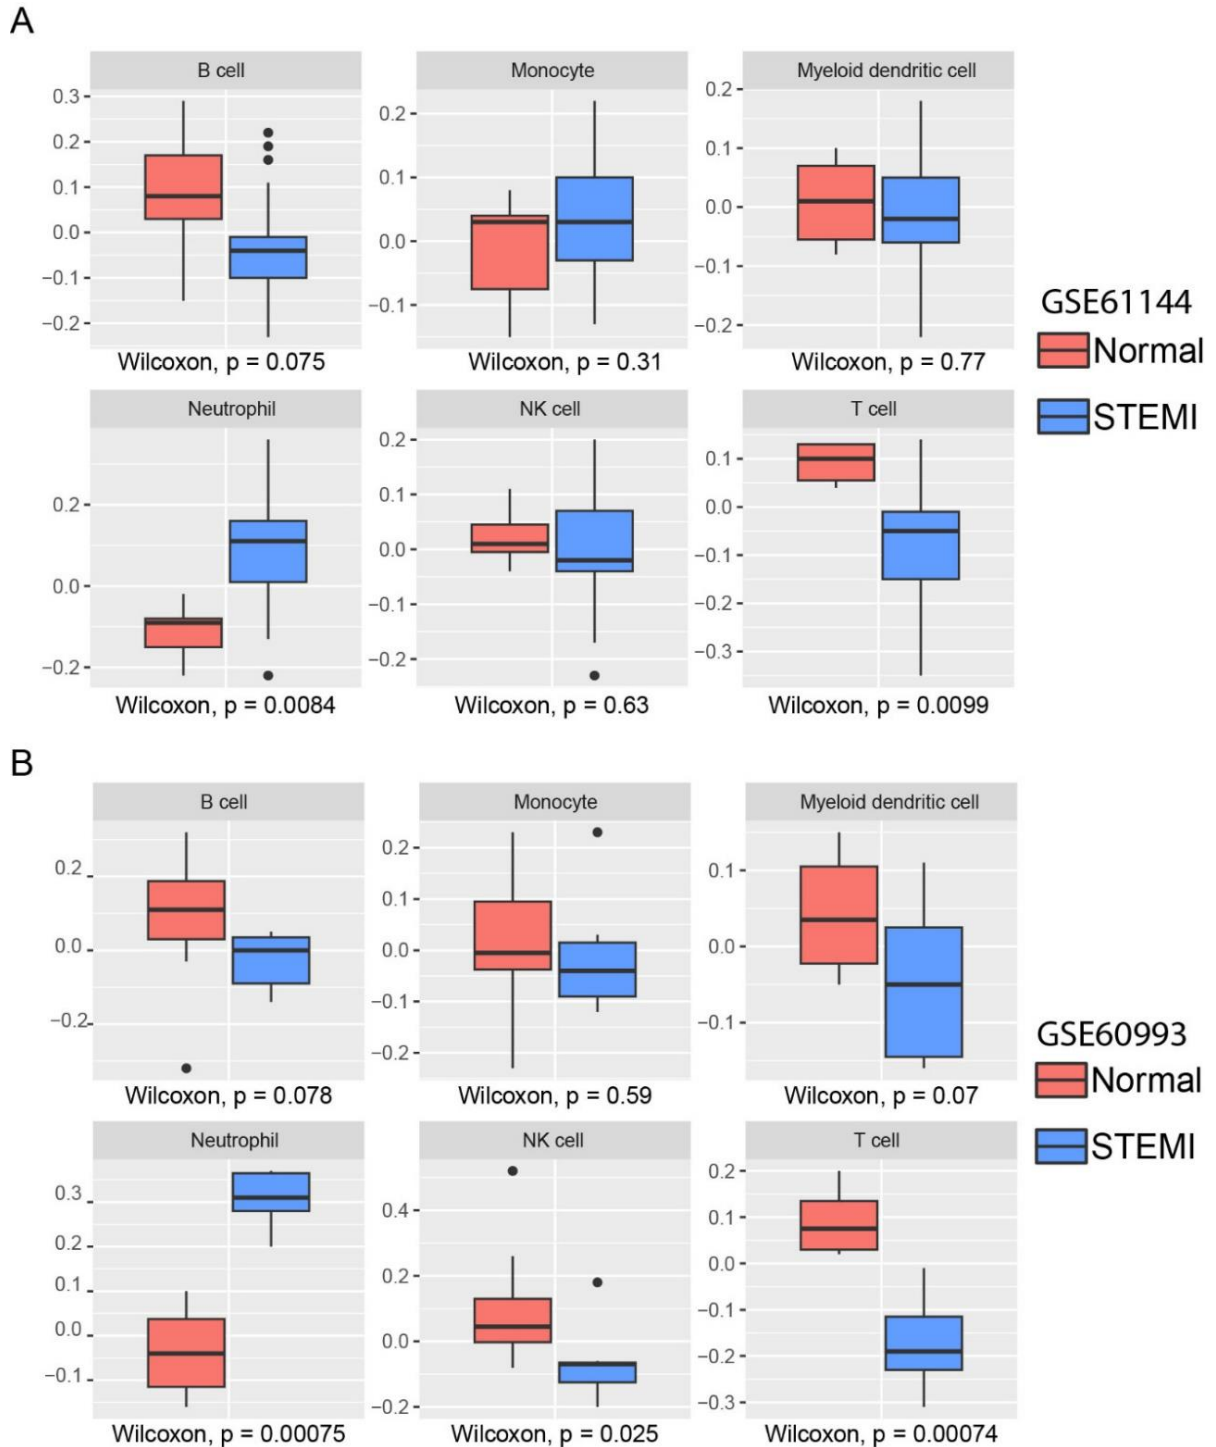 A
B cell
Monocyte
Myeloid dendritic cell
0.3
0.2
0.1
0.0
−0.1
−0.2
0.2
0.1
0.0
−0.1
0.2
0.1
0.0
−0.1
−0.2
Wilcoxon, p = 0.075
Wilcoxon, p = 0.31
Wilcoxon, p = 0.77
GSE61144
Normal
STEMI
Neutrophil
NK cell
T cell
0.2
0.0
−0.2
0.2
0.1
0.0
−0.1
−0.2
0.1
0.0
−0.1
−0.2
−0.3
Wilcoxon, p = 0.0084
Wilcoxon, p = 0.63
Wilcoxon, p = 0.0099
B
B cell
Monocyte
Myeloid dendritic cell
0.2
0.0
−0.2
0.2
0.1
0.0
−0.1
−0.2
0.1
0.0
−0.1
Wilcoxon, p = 0.078
Wilcoxon, p = 0.59
Wilcoxon, p = 0.07
GSE60993
Normal
STEMI
Neutrophil
NK cell
T cell
0.3
0.2
0.1
0.0
−0.1
0.4
0.2
0.0
−0.2
0.2
0.1
0.0
−0.1
−0.2
−0.3
Wilcoxon, p = 0.00075
Wilcoxon, p = 0.025
Wilcoxon, p = 0.00074